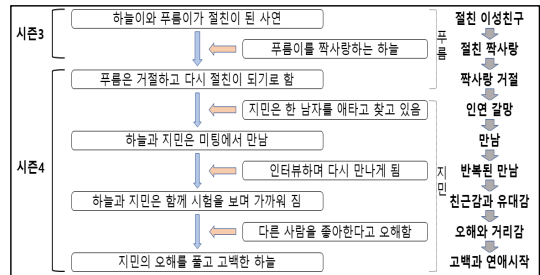 시즌3
하늘이와 푸름이가 절친이 된 사연
푸름이를 짝사랑하는 하늘
푸름은 거절하고 다시 절친이 되기로 함
푸름
시즌4
지민은 한 남자를 애타고 찾고 있음
하늘과 지민은 미팅에서 만남
인터뷰하며 다시 만나게 됨
하늘과 지민은 함께 시험을 보며 가까워 짐
다른 사람을 좋아한다고 오해함
지민의 오해를 풀고 고백한 하늘
지민
절친 이성친구
절친 짝사랑
짝사랑 거절
인연 갈망
만남
반복된 만남
친근감과 유대감
오해와 거리감
고백과 연애시작